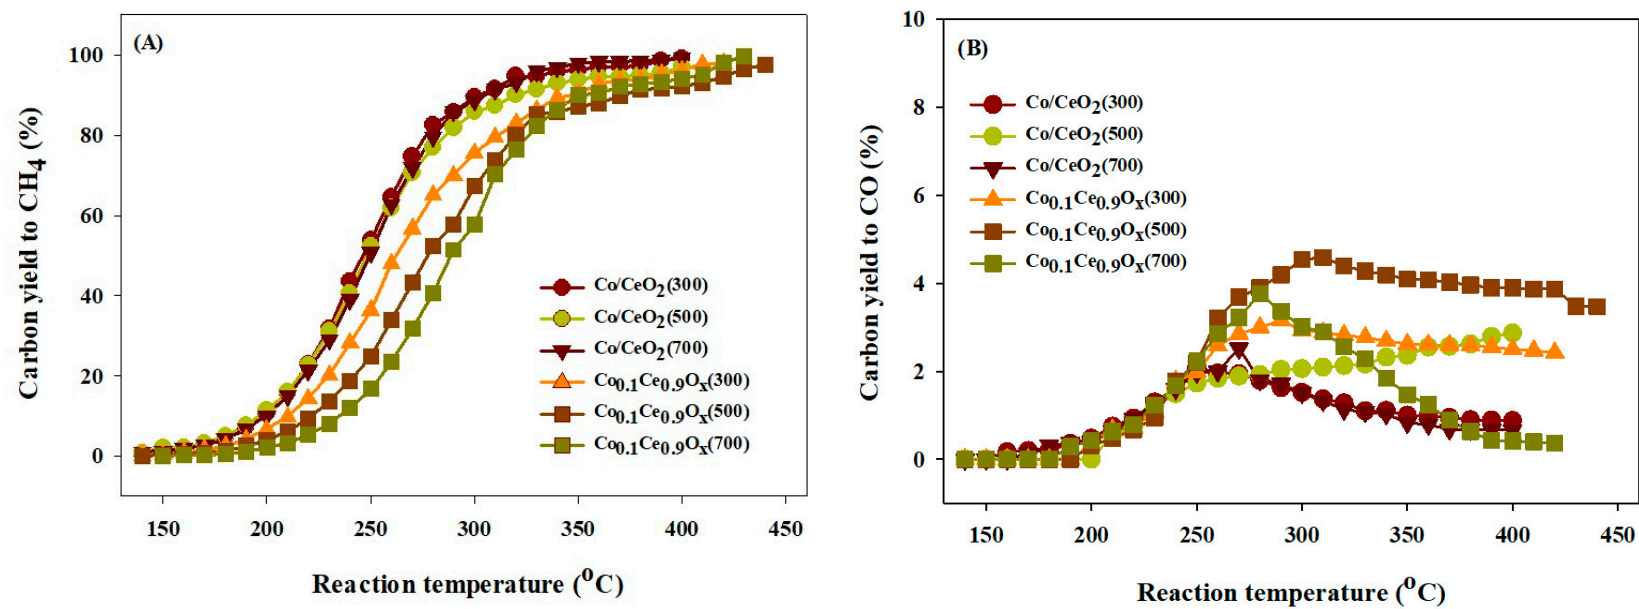 (A)
Carbon yield to CH4 (%)
100
80
60
40
20
0
Co/CeO2(300)
Co/CeO2(500)
Co/CeO2(700)
Co0.1Ce0.9Ox(300)
Co0.1Ce0.9Ox(500)
Co0.1Ce0.9Ox(700)
150 200 250 300 350 400 450
Reaction temperature (oC)
(B)
Carbon yield to CO (%)
10
8
6
4
2
0
Co/CeO2(300)
Co/CeO2(500)
Co/CeO2(700)
Co0.1Ce0.9Ox(300)
Co0.1Ce0.9Ox(500)
Co0.1Ce0.9Ox(700)
150 200 250 300 350 400 450
Reaction temperature (oC)